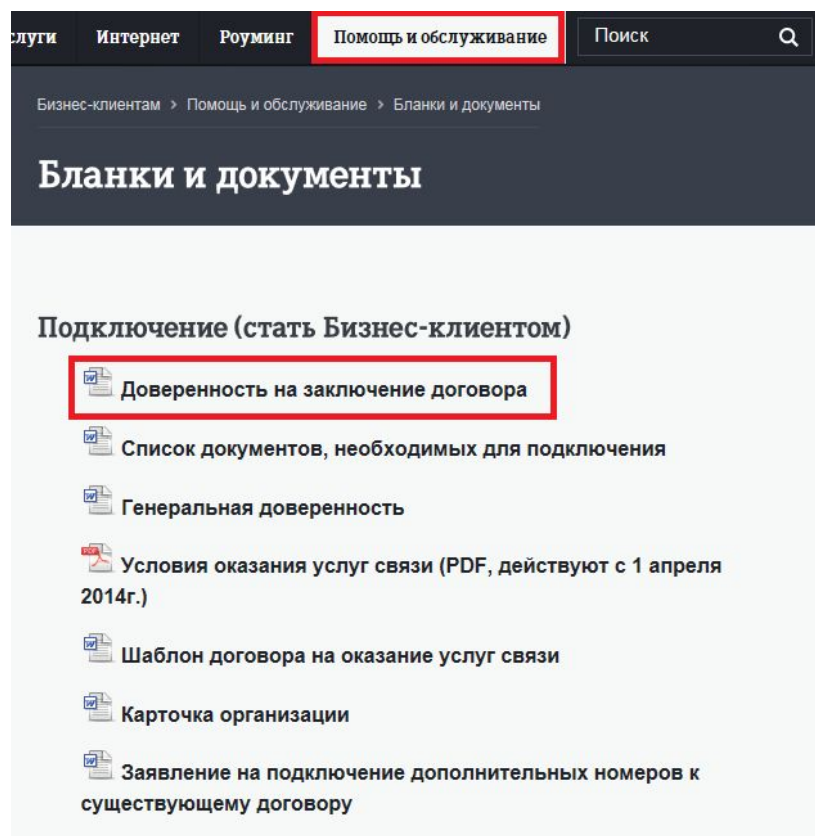 слуги Интернет Роуминг Помощь и обслуживание Поиск
Бизнес-клиентам > Помощь и обслуживание > Бланки и документы
Бланки и документы
Подключение (стать Бизнес-клиентом)
Доверенность на заключение договора
Список документов, необходимых для подключения
Генеральная доверенность
Условия оказания услуг связи (PDF, действуют с 1 апреля
2014г.)
Шаблон договора на оказание услуг связи
Карточка организации
Заявление на подключение дополнительных номеров к
существующему договору